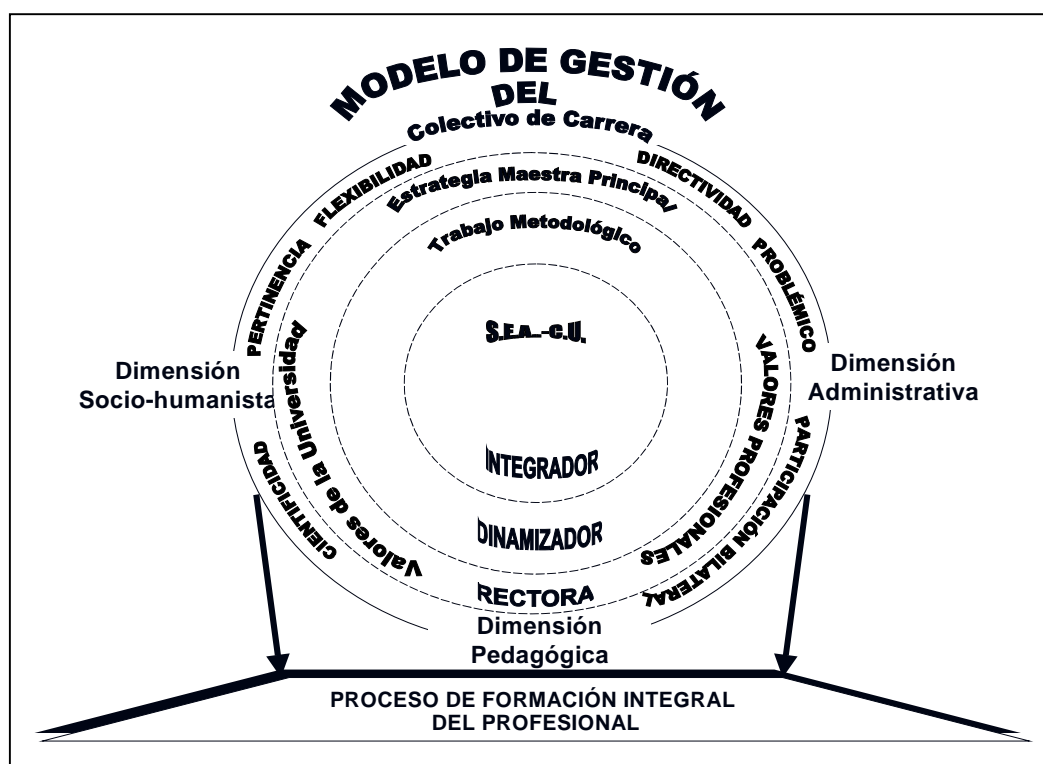 MODELO DE GESTIÓN
DEL
Colectivo de Carrera
FLEXIBILIDAD
DIRECTIVIDAD
Estrategia Maestra Principal
Trabajo Metodológico
PERTINENCIA
PROBLÉMICO
S.E.A.-C.U.
Dimensión
Socio-humanista
Valores de la Universidad
VALORES PROFESIONALES
Dimensión
Administrativa
CIENTIFICIDAD
PARTICIPACIÓN BILATERAL
INTEGRADOR
DINAMIZADOR
RECTORA
Dimensión
Pedagógica
PROCESO DE FORMACIÓN INTEGRAL
DEL PROFESIONAL